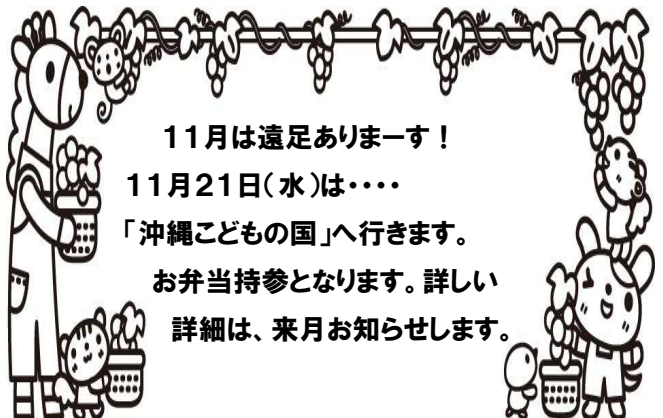 11月は遠足ありまーす！
11月21日(水)は・・・・
「沖縄こどもの国」へ行きます。
お弁当持参となります。詳しい
詳細は、来月お知らせします。